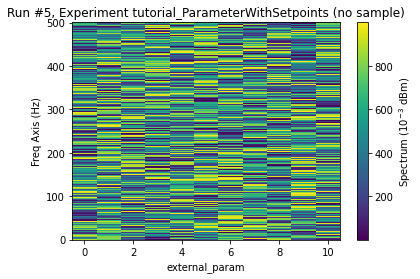 Run #5, Experiment tutorial_ParameterWithSetpoints (no sample)
500
400
300
200
100
0
Freq Axis (Hz)
0 2 4 6 8 10
external_param
800
600
400
200
Spectrum (10⁻³ dBm)